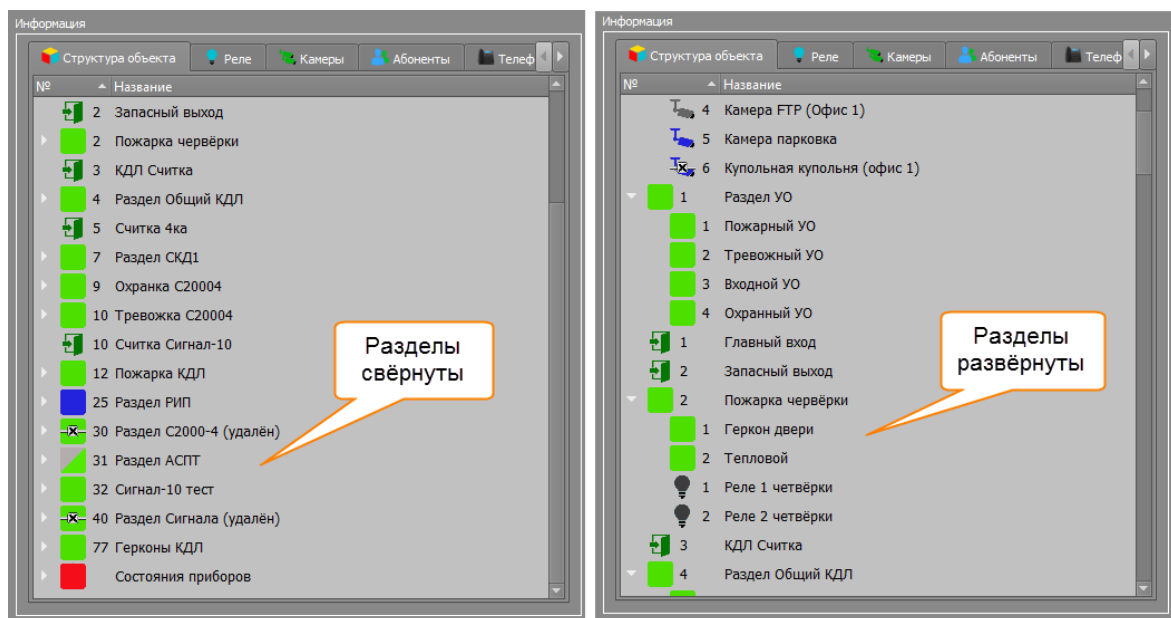 Информация
Структура объекта Реле Камеры Абоненты Телеф
№ Название
2 Запасный выход
2 Пожарка червёрки
3 КДЛ Считка
4 Раздел Общий КДЛ
5 Считка 4ка
7 Раздел СКД1
9 Охранка С20004
10 Тревожка С20004
10 Считка Сигнал-10
12 Пожарка КДЛ
25 Раздел РИП
30 Раздел С2000-4 (удалён)
31 Раздел АСПТ
32 Сигнал-10 тест
40 Раздел Сигнала (удалён)
77 Герконы КДЛ
Состояния приборов
Разделы
свёрнуты
Информация
Структура объекта Реле Камеры Абоненты Телеф
№ Название
4 Камера FTP (Офис 1)
5 Камера парковка
6 Купольная купольня (офис 1)
1 Раздел УО
1 Пожарный УО
2 Тревожный УО
3 Входной УО
4 Охранный УО
1 Главный вход
2 Запасный выход
2 Пожарка червёрки
1 Геркон двери
2 Тепловой
1 Реле 1 четвёрки
2 Реле 2 четвёрки
3 КДЛ Считка
4 Раздел Общий КДЛ
Разделы
развёрнуты